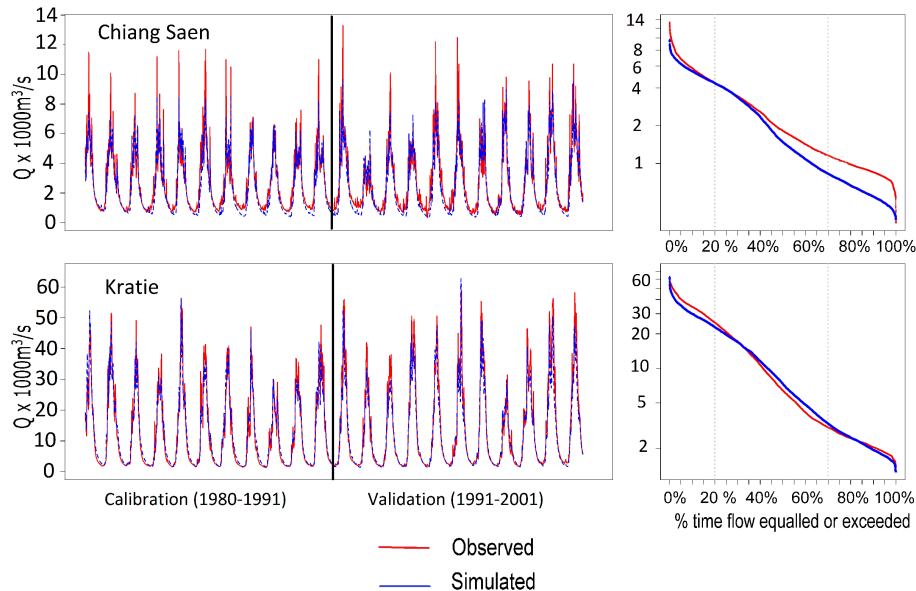 Chiang Saen
Q x 1000m³/s
14
12
10
8
6
4
2
0
14
8
6
4
2
1
0% 20 % 40% 60% 80% 100%
Kratie
Q x 1000m³/s
60
50
40
30
20
10
0
60
30
20
10
5
2
0% 20 % 40% 60% 80% 100%
Calibration (1980-1991) Validation (1991-2001)
% time flow equalled or exceeded
Observed
Simulated